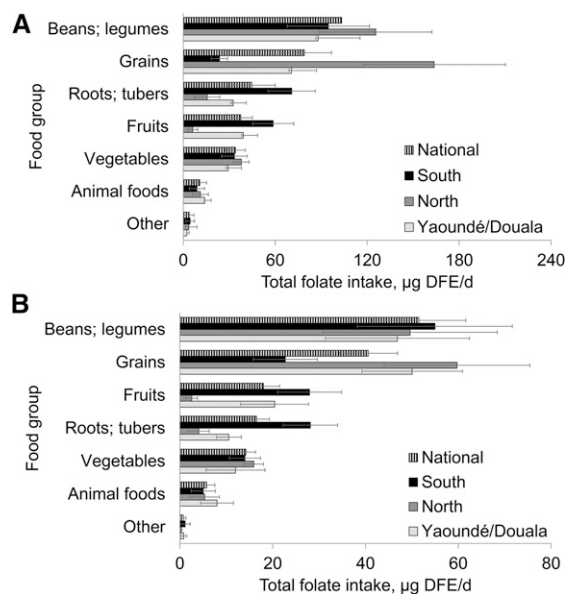 A
Beans; legumes
Grains
Roots; tubers
Fruits
Vegetables
Animal foods
Other
Food group
National
South
North
Yaoundé/Douala
0 60 120 180 240
Total folate intake, µg DFE/d
B
Beans; legumes
Grains
Fruits
Roots; tubers
Vegetables
Animal foods
Other
Food group
National
South
North
Yaoundé/Douala
0 20 40 60 80
Total folate intake, µg DFE/d